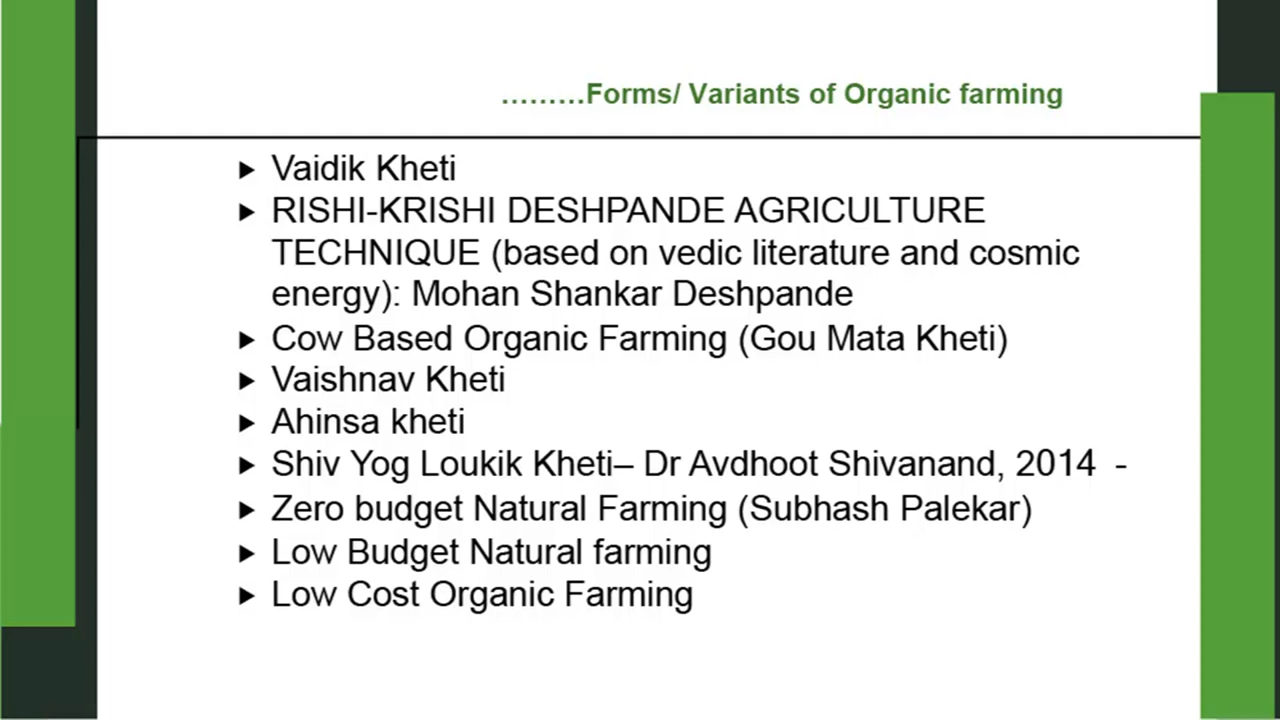 .........Forms/ Variants of Organic farming
Vaidik Kheti
RISHI-KRISHI DESHPANDE AGRICULTURE
TECHNIQUE (based on vedic literature and cosmic
energy): Mohan Shankar Deshpande
Cow Based Organic Farming (Gou Mata Kheti)
Vaishnav Kheti
Ahinsa kheti
Shiv Yog Loukik Kheti– Dr Avdhoot Shivanand, 2014 -
Zero budget Natural Farming (Subhash Palekar)
Low Budget Natural farming
Low Cost Organic Farming